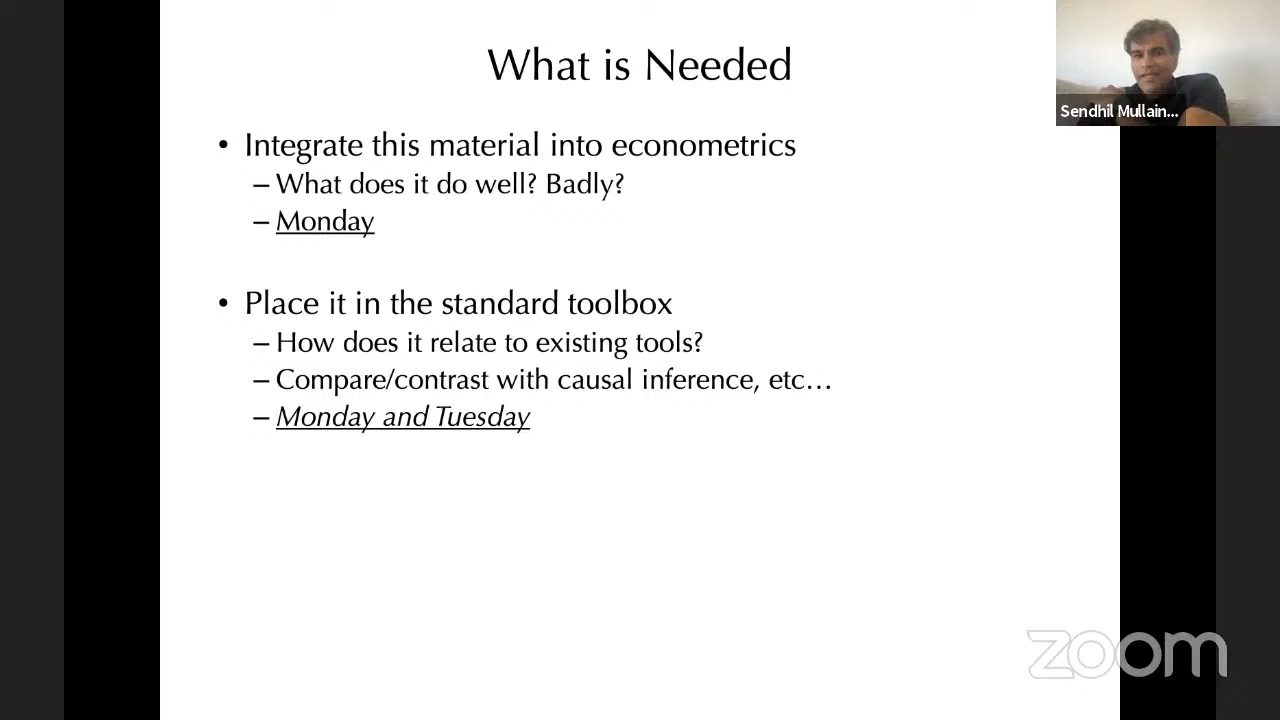 What is Needed
Sendhil Mullain...
• Integrate this material into econometrics
– What does it do well? Badly?
– Monday
• Place it in the standard toolbox
– How does it relate to existing tools?
– Compare/contrast with causal inference, etc…
– Monday and Tuesday
zoom